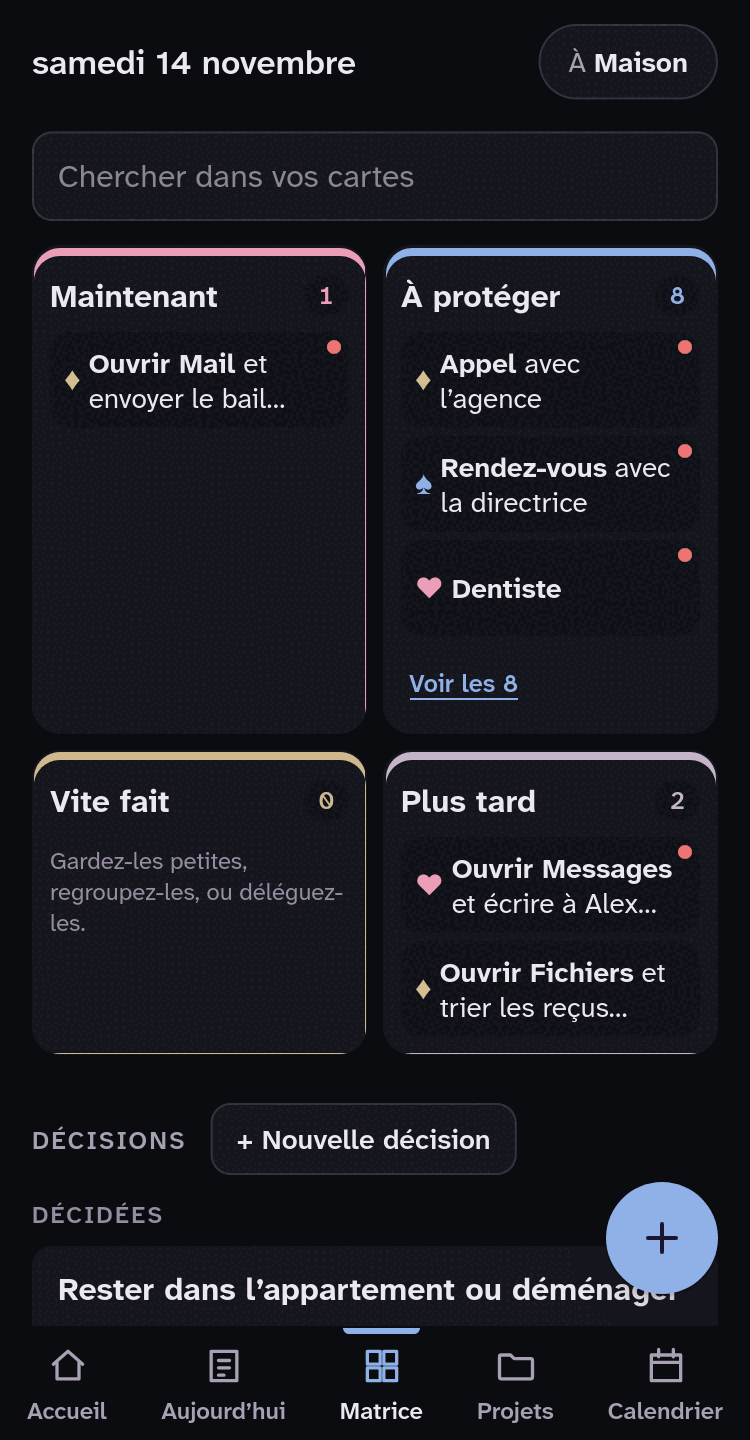 samedi 14 novembre
À Maison
Chercher dans vos cartes
Maintenant 1
Ouvrir Mail et
envoyer le bail…
À protéger 8
Appel avec
l’agence
Rendez-vous avec
la directrice
Dentiste
Voir les 8
Vite fait 0
Gardez-les petites,
regroupez-les, ou déléguez-
les.
Plus tard 2
Ouvrir Messages
et écrire à Alex…
Ouvrir Fichiers et
trier les reçus…
DÉCISIONS
+ Nouvelle décision
DÉCIDÉES
Rester dans l’appartement ou déménager
Accueil
Aujourd’hui
Matrice
Projets
Calendrier